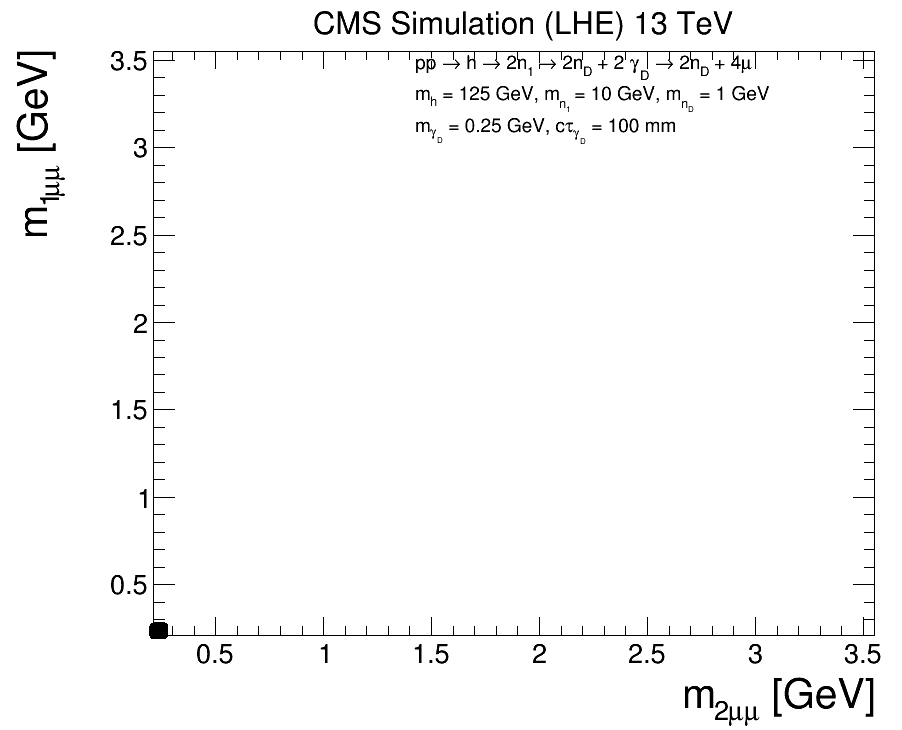 CMS Simulation (LHE) 13 TeV
m1μμ [GeV]
3.5
3
2.5
2
1.5
1
0.5
pp → h → 2n1 → 2nD + 2 γD → 2nD + 4μ
mh = 125 GeV, mn1 = 10 GeV, mnD = 1 GeV
mγD = 0.25 GeV, cτγD = 100 mm
0.5 1 1.5 2 2.5 3 3.5
m2μμ [GeV]